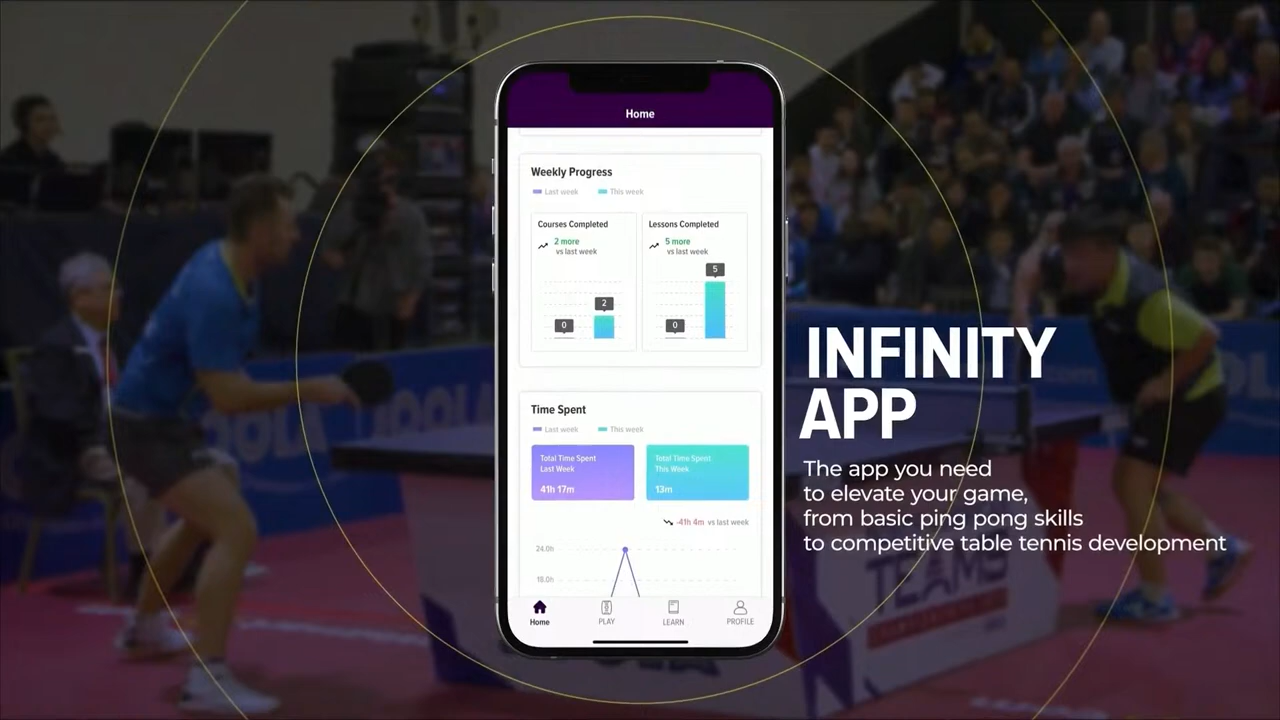 Home
Weekly Progress
Last week This week
Courses Completed
2 more
vs last week
0
2
Lessons Completed
5 more
vs last week
0
5
Time Spent
Last week This week
Total Time Spent
Last Week
41h 17m
Total Time Spent
This Week
13m
-41h 4m vs last week
24.0h
18.0h
Home
PLAY
LEARN
PROFILE
INFINITY
APP
The app you need
to elevate your game,
from basic ping pong skills
to competitive table tennis development
JOOLA
TEAMS